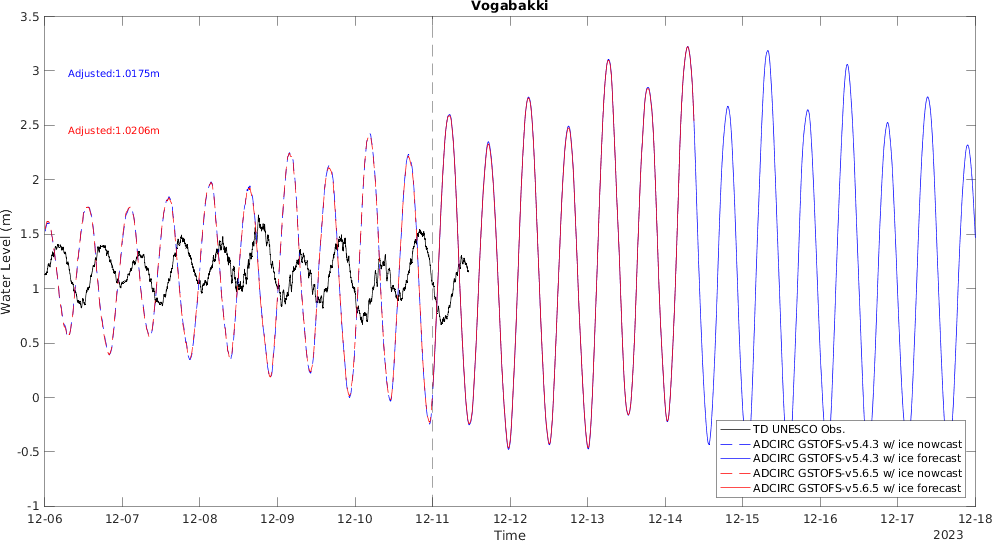 Vogabakki
3.5
3
2.5
2
1.5
1
0.5
0
-0.5
-1
Water Level (m)
Adjusted:1.0175m
Adjusted:1.0206m
TD UNESCO Obs.
ADCIRC GSTOFS-v5.4.3 w/ ice nowcast
ADCIRC GSTOFS-v5.4.3 w/ ice forecast
ADCIRC GSTOFS-v5.6.5 w/ ice nowcast
ADCIRC GSTOFS-v5.6.5 w/ ice forecast
12-06 12-07 12-08 12-09 12-10 12-11 12-12 12-13 12-14 12-15 12-16 12-17 12-18
Time
2023